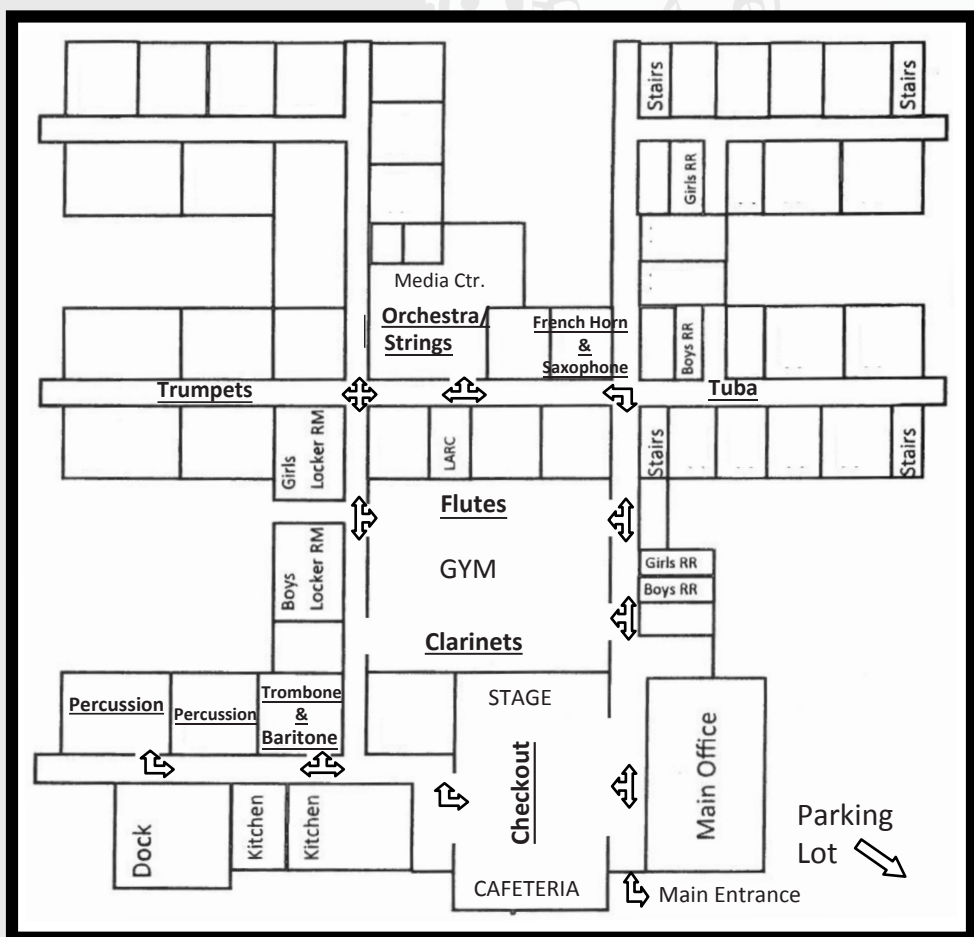 Stairs
Stairs
Girls RR
Media Ctr.
Orchestra/
Strings
French Horn
&
Saxophone
Boys RR
Trumpets
Tuba
Girls
Locker RM
LARC
Stairs
Stairs
Flutes
GYM
Boys
Locker RM
Girls RR
Boys RR
Clarinets
Percussion
Percussion
Trombone
&
Baritone
STAGE
Checkout
Main Office
Dock
Kitchen
Kitchen
Parking
Lot
CAFETERIA
Main Entrance